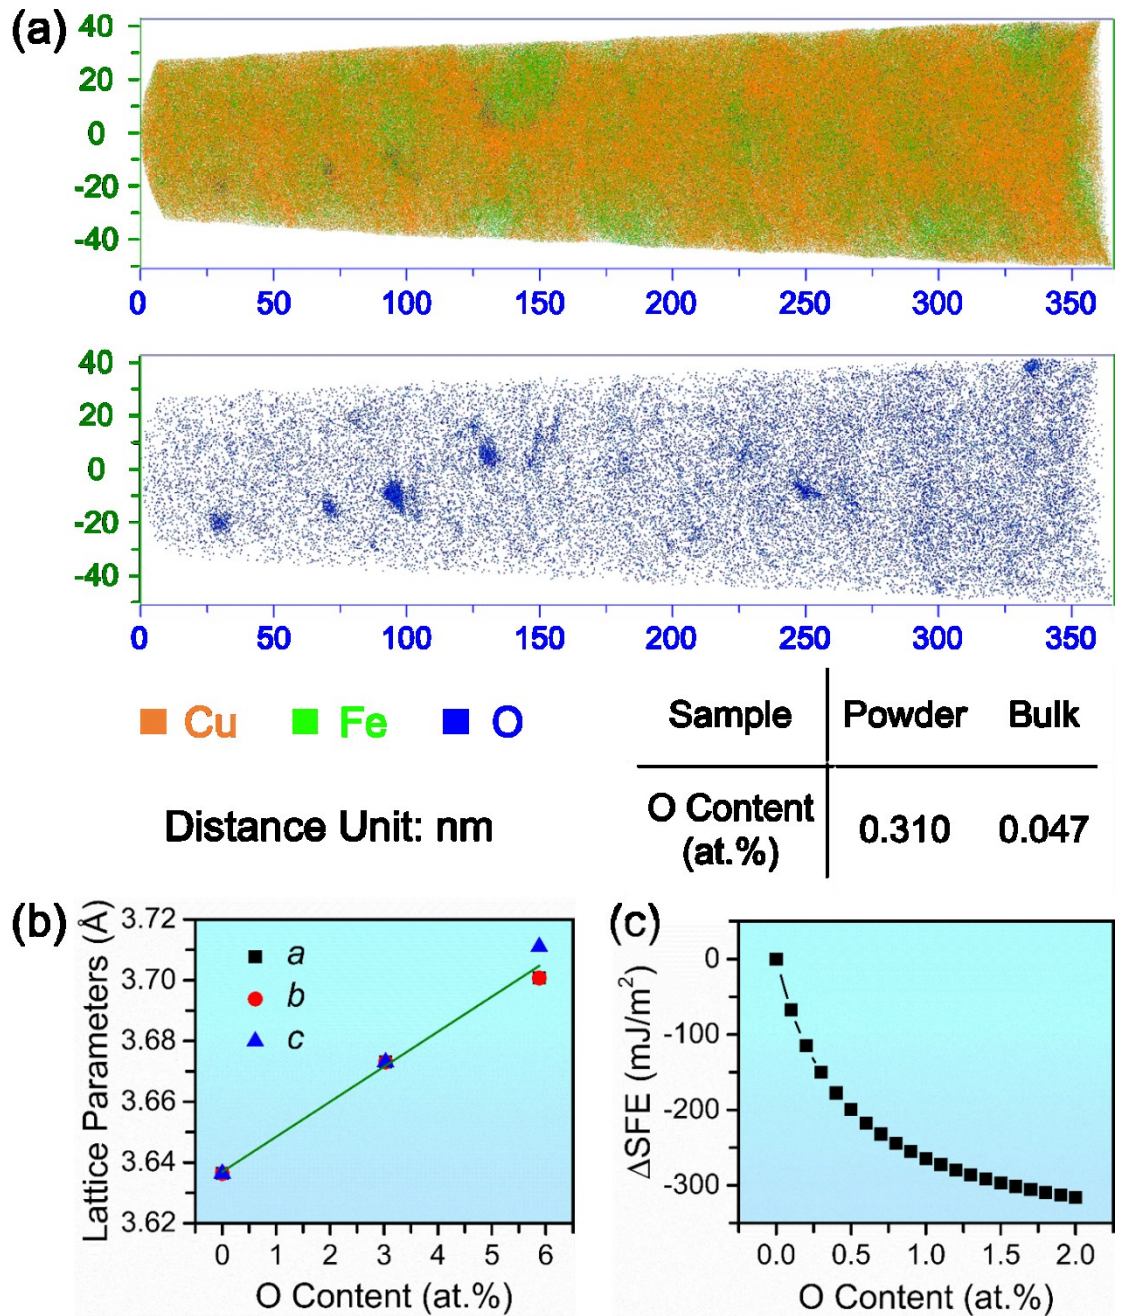 (a)
40
20
0
-20
-40
0 50 100 150 200 250 300 350
40
20
0
-20
-40
0 50 100 150 200 250 300 350
Cu Fe O
Distance Unit: nm
Sample Powder Bulk
O Content
(at.%)
0.310 0.047
(b)
Lattice Parameters (Å)
3.72
3.70
3.68
3.66
3.64
3.62
a
b
c
0 1 2 3 4 5 6
O Content (at.%)
(c)
ΔSFE (mJ/m²)
0
-100
-200
-300
0.0 0.5 1.0 1.5 2.0
O Content (at.%)